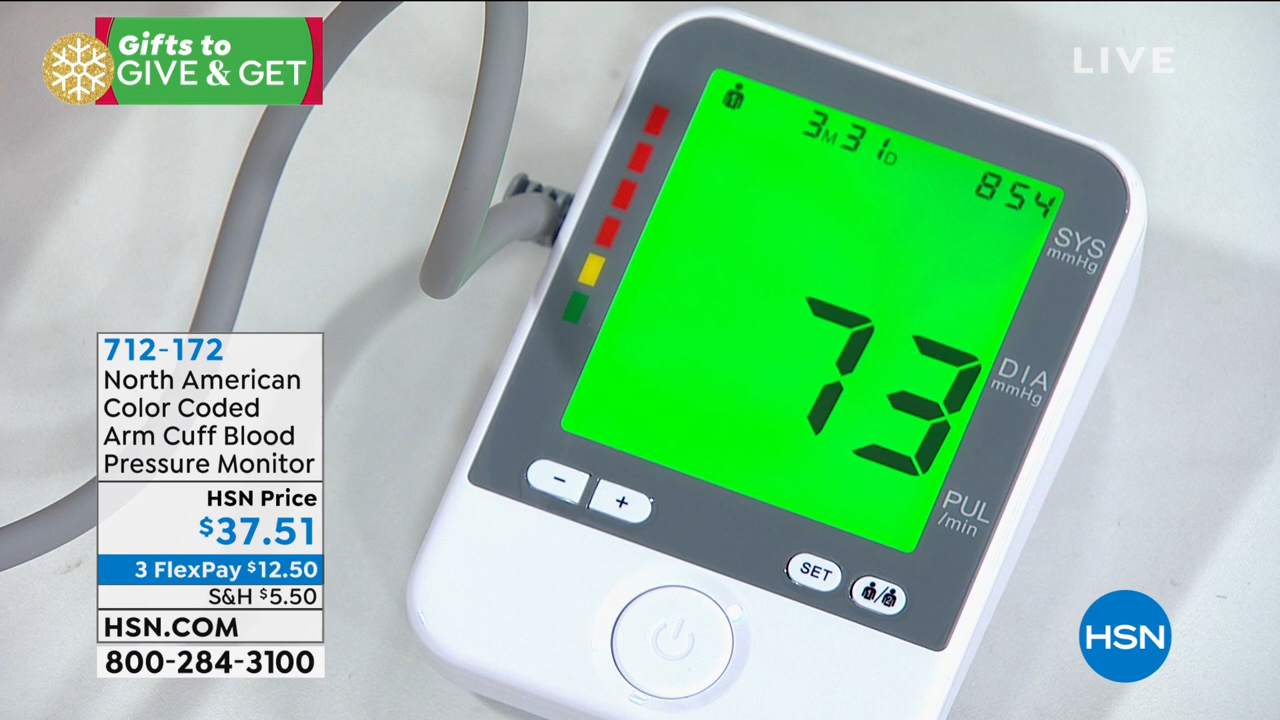 Gifts to
GIVE & GET
LIVE
3M 31D
854
SYS
mmHg
73
DIA
mmHg
PUL
/min
- +
SET
/
712-172
North American
Color Coded
Arm Cuff Blood
Pressure Monitor
HSN Price
$37.51
3 FlexPay $12.50
S&H $5.50
HSN.COM
800-284-3100
HSN